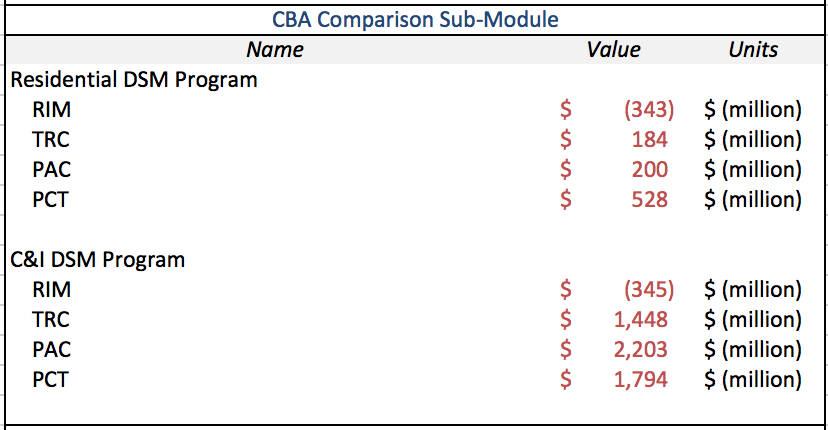 CBA Comparison Sub-Module
Name Value Units
Residential DSM Program
RIM $ (343) $ (million)
TRC $ 184 $ (million)
PAC $ 200 $ (million)
PCT $ 528 $ (million)
C&I DSM Program
RIM $ (345) $ (million)
TRC $ 1,448 $ (million)
PAC $ 2,203 $ (million)
PCT $ 1,794 $ (million)